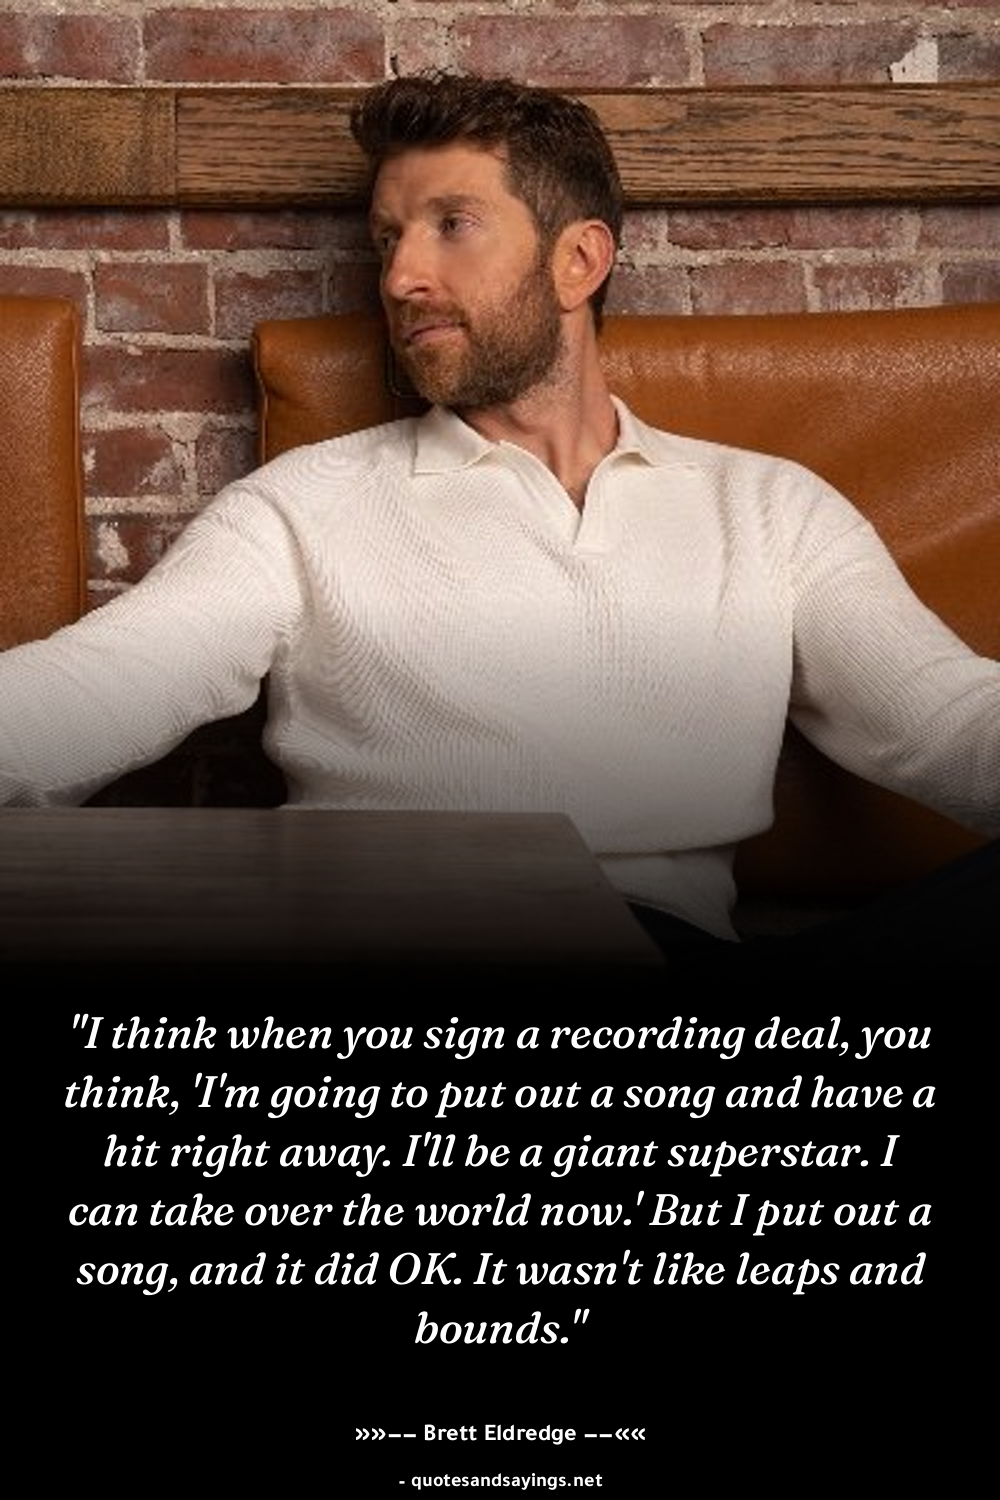 "I think when you sign a recording deal, you
think, 'I'm going to put out a song and have a
hit right away. I'll be a giant superstar. I
can take over the world now.' But I put out a
song, and it did OK. It wasn't like leaps and
bounds."
»»−− Brett Eldredge −−««
- quotesandsayings.net